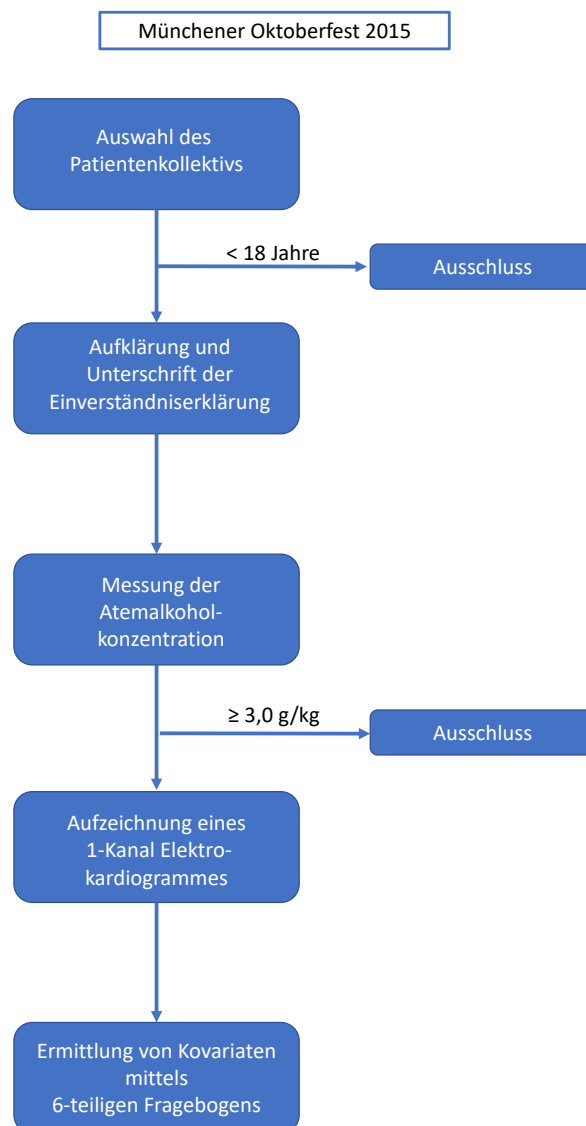 Münchener Oktoberfest 2015
Auswahl des
Patientenkollektivs
< 18 Jahre
Ausschluss
Aufklärung und
Unterschrift der
Einverständniserklärung
Messung der
Atemalkohol-
konzentration
≥ 3,0 g/kg
Ausschluss
Aufzeichnung eines
1-Kanal Elektro-
kardiogrammes
Ermittlung von Kovariaten
mittels
6-teiligen Fragebogens